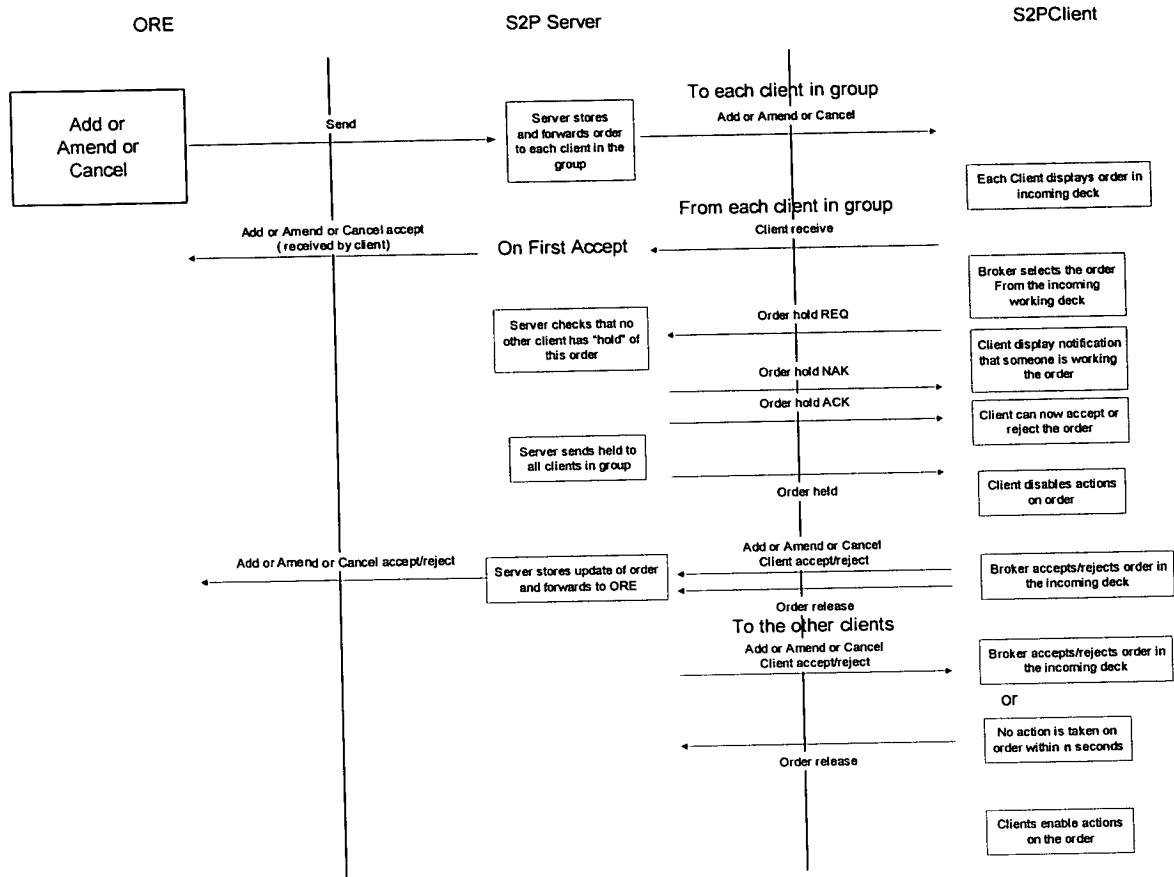 ORE
S2P Server
S2PClient
Add or
Amend or
Cancel
Send
Server stores
and forwards order
to each client in the
group
To each client in group
Add or Amend or Cancel
Each Client displays order in
incoming deck
From each client in group
Client receive
Add or Amend or Cancel accept
( received by client)
On First Accept
Broker selects the order
From the incoming
working deck
Order hold REQ
Server checks that no
other client has "hold" of
this order
Client display notification
that someone is working
the order
Order hold NAK
Order hold ACK
Client can now accept or
reject the order
Server sends held to
all clients in group
Order held
Client disables actions
on order
Add or Amend or Cancel accept/reject
Server stores update of order
and forwards to ORE
Add or Amend or Cancel
Client accept/reject
Broker accepts/rejects order in
the incoming deck
Order release
To the other clients
Add or Amend or Cancel
Client accept/reject
Broker accepts/rejects order in
the incoming deck
or
No action is taken on
order within n seconds
Order release
Clients enable actions
on the order